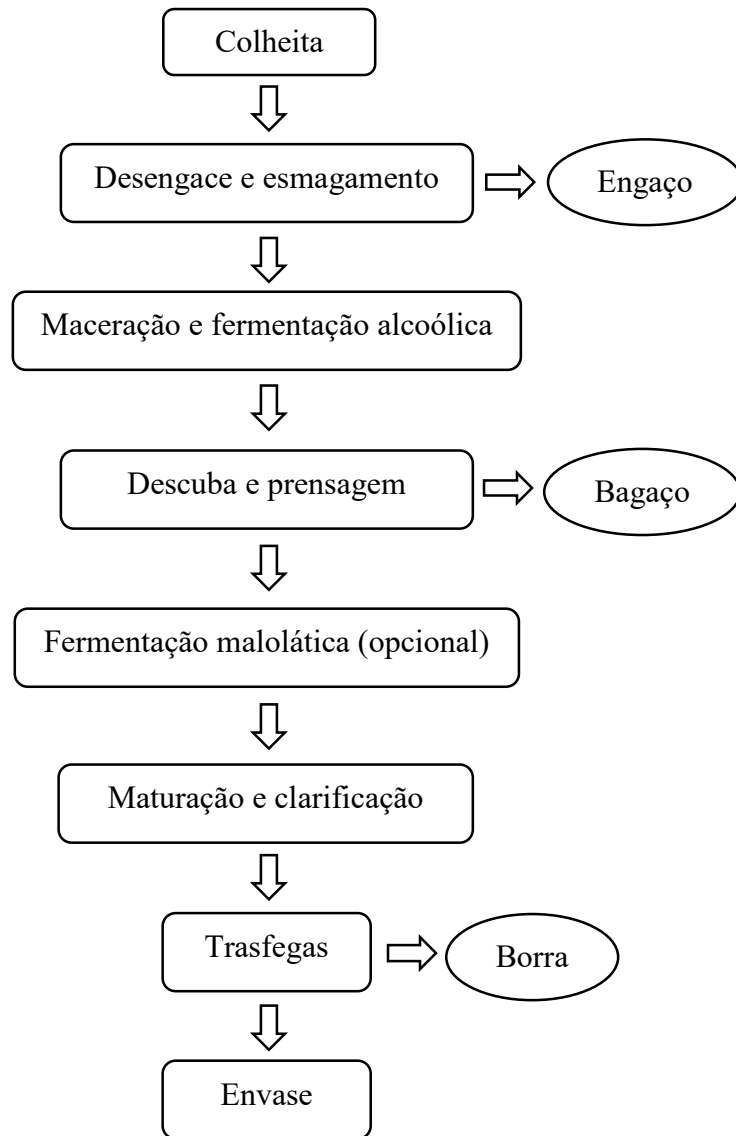 Colheita
Desengace e esmagamento
Engaço
Maceração e fermentação alcoólica
Descuba e prensagem
Bagaço
Fermentação malolática (opcional)
Maturação e clarificação
Trasfegas
Borra
Envase